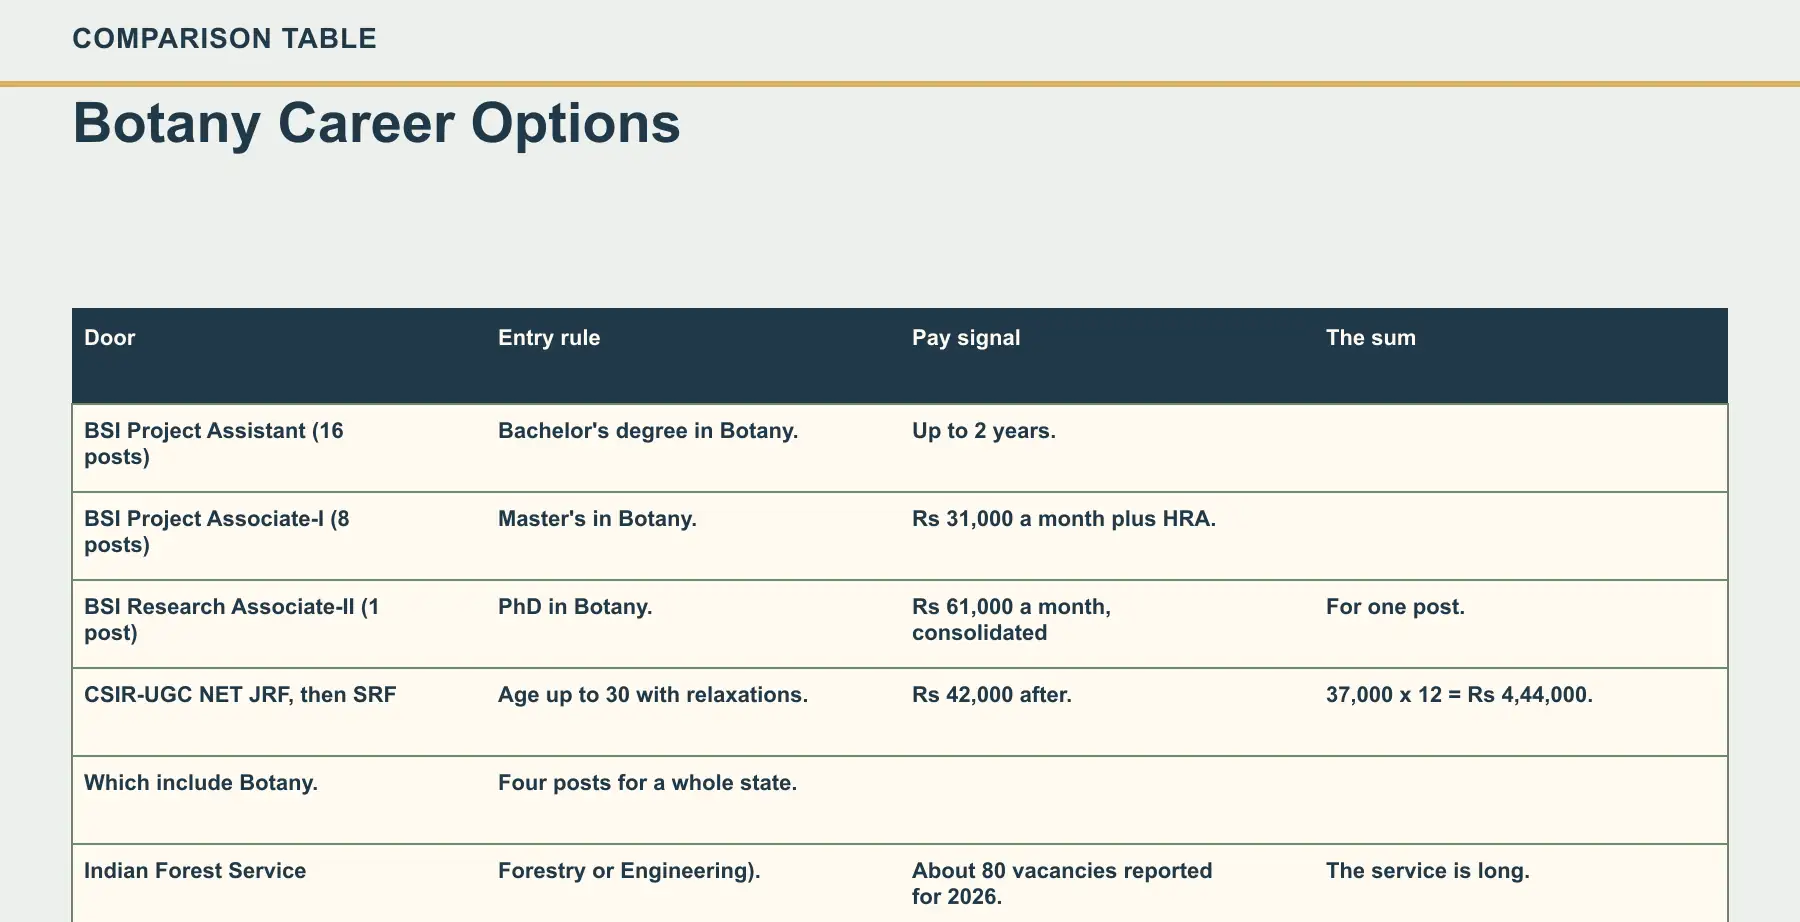 COMPARISON TABLE
Botany Career Options
Door Entry rule Pay signal The sum
BSI Project Assistant (16 Bachelor's degree in Botany. Up to 2 years.
posts)
BSI Project Associate-I (8 Master's in Botany. Rs 31,000 a month plus HRA.
posts)
BSI Research Associate-II (1 PhD in Botany. Rs 61,000 a month, For one post.
post) consolidated
CSIR-UGC NET JRF, then SRF Age up to 30 with relaxations. Rs 42,000 after. 37,000 x 12 = Rs 4,44,000.
Which include Botany. Four posts for a whole state.
Indian Forest Service Forestry or Engineering). About 80 vacancies reported The service is long.
for 2026.